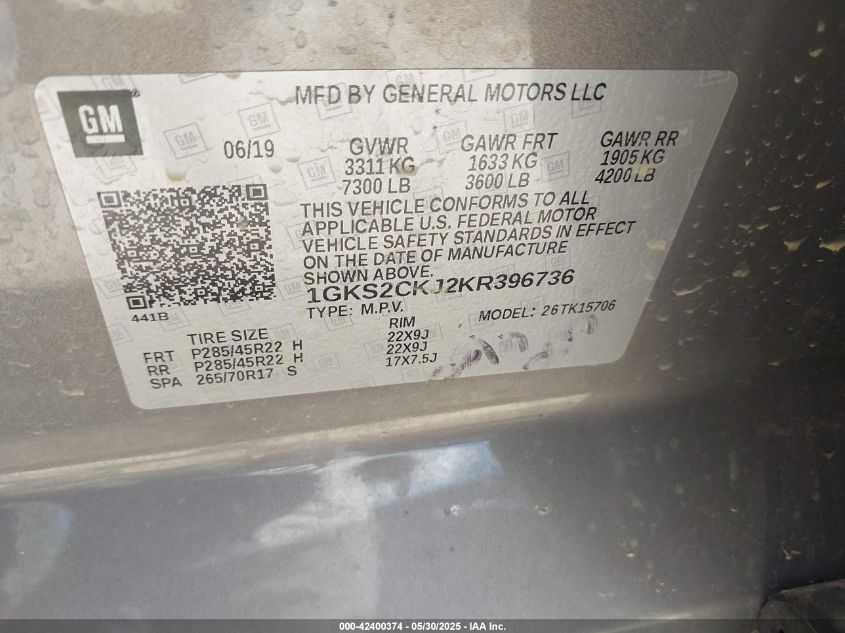 MFD BY GENERAL MOTORS LLC
GM
06/19 GVWR GAWR FRT GAWR RR
3311 KG 1633 KG 1905 KG
7300 LB 3600 LB 4200 LB
THIS VEHICLE CONFORMS TO ALL
APPLICABLE U.S. FEDERAL MOTOR
VEHICLE SAFETY STANDARDS IN EFFECT
ON THE DATE OF MANUFACTURE
SHOWN ABOVE.
1GKS2CKJ2KR396736
441B
TYPE: M.P.V. MODEL: 26TK15706
TIRE SIZE RIM
FRT P285/45R22 H 22X9J
RR P285/45R22 H 22X9J
SPA 265/70R17 S 17X7.5J
000-42400374 - 05/30/2025 - IAA Inc.